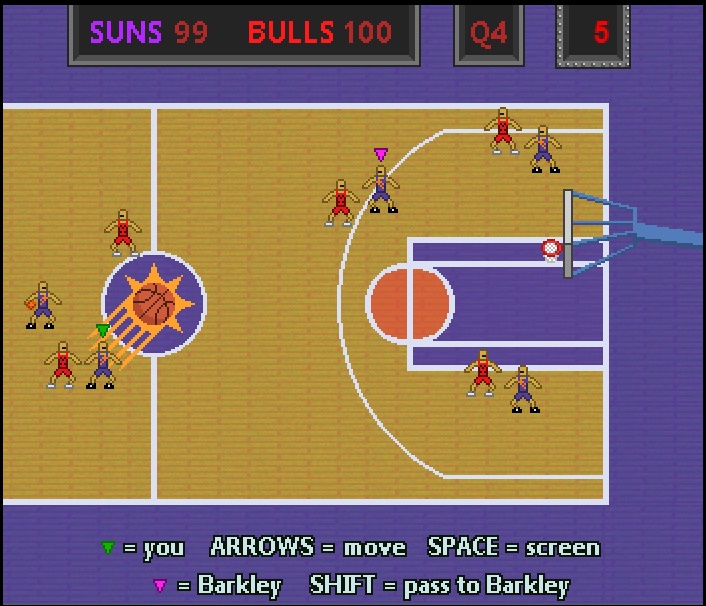 SUNS 99 BULLS 100 Q4 5
▼ = you ARROWS = move SPACE = screen
▼ = Barkley SHIFT = pass to Barkley